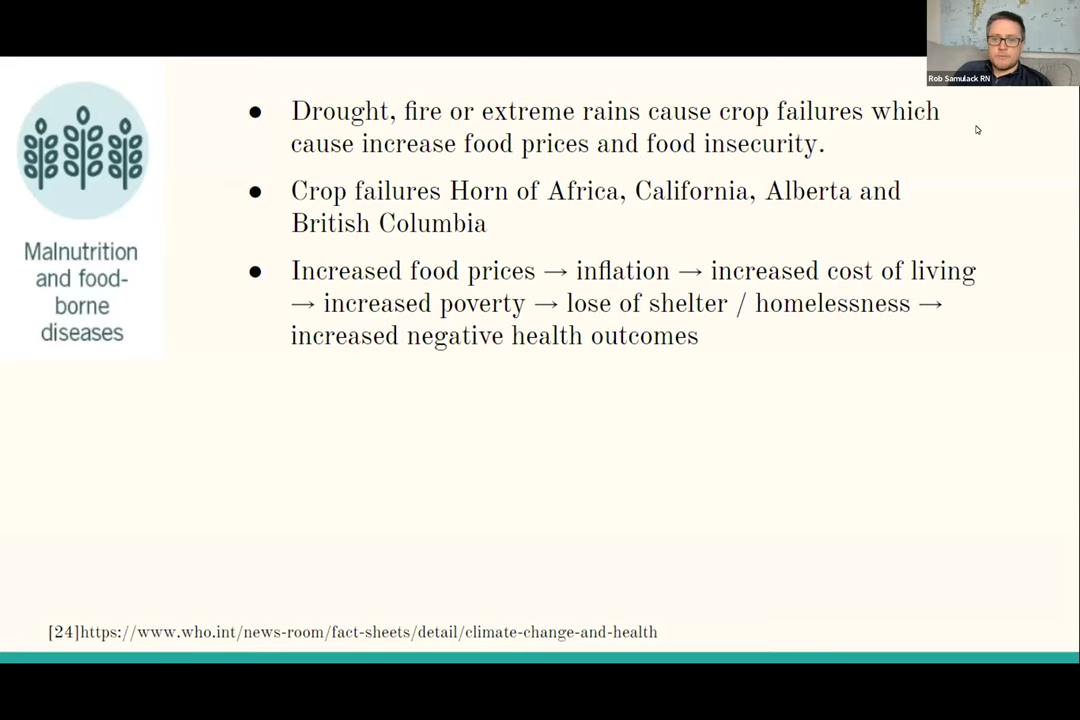 Rob Samulack RN
● Drought, fire or extreme rains cause crop failures which
cause increase food prices and food insecurity.
● Crop failures Horn of Africa, California, Alberta and
British Columbia
● Increased food prices → inflation → increased cost of living
→ increased poverty → lose of shelter / homelessness →
increased negative health outcomes
Malnutrition
and food-
borne
diseases
[24]https://www.who.int/news-room/fact-sheets/detail/climate-change-and-health